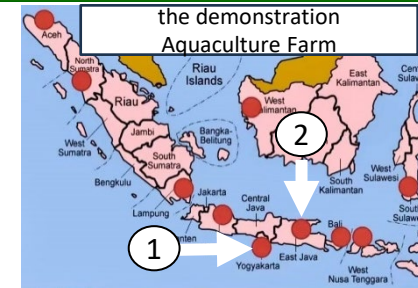 the demonstration
Aquaculture Farm
Aceh
North
Sumatra
Riau
Islands
Riau
East
Kalimantan
West
2
Jambi
Bangka-
Belitung
West
Sumatra
South
Sumatra
Bengkulu
South
Kalimantan
West
Sulawesi
Lampung
Jakarta
Central
Java
Bali
1
Yogyakarta
East Java
West
Nusa Tenggara